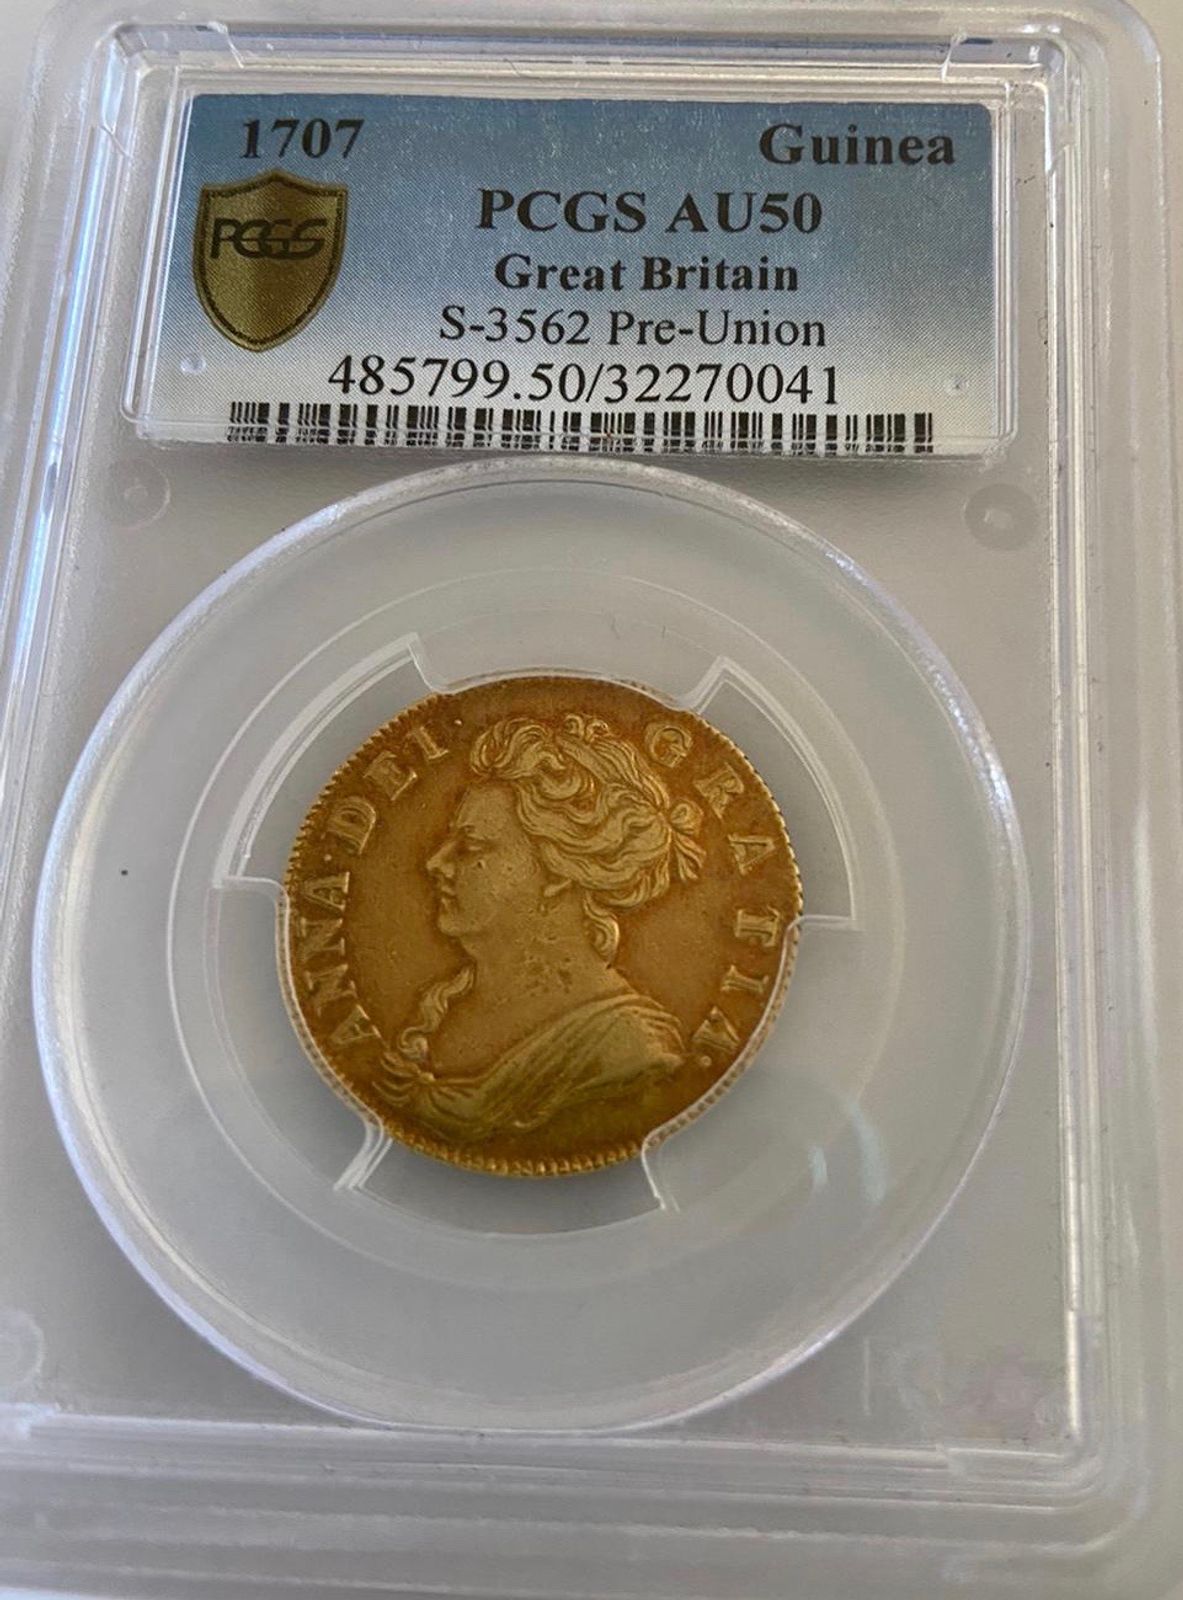 1707 Guinea
PCGS
PCGS AU50
Great Britain
S-3562 Pre-Union
485799.50/32270041
ANNA·DEI· GRATIA·